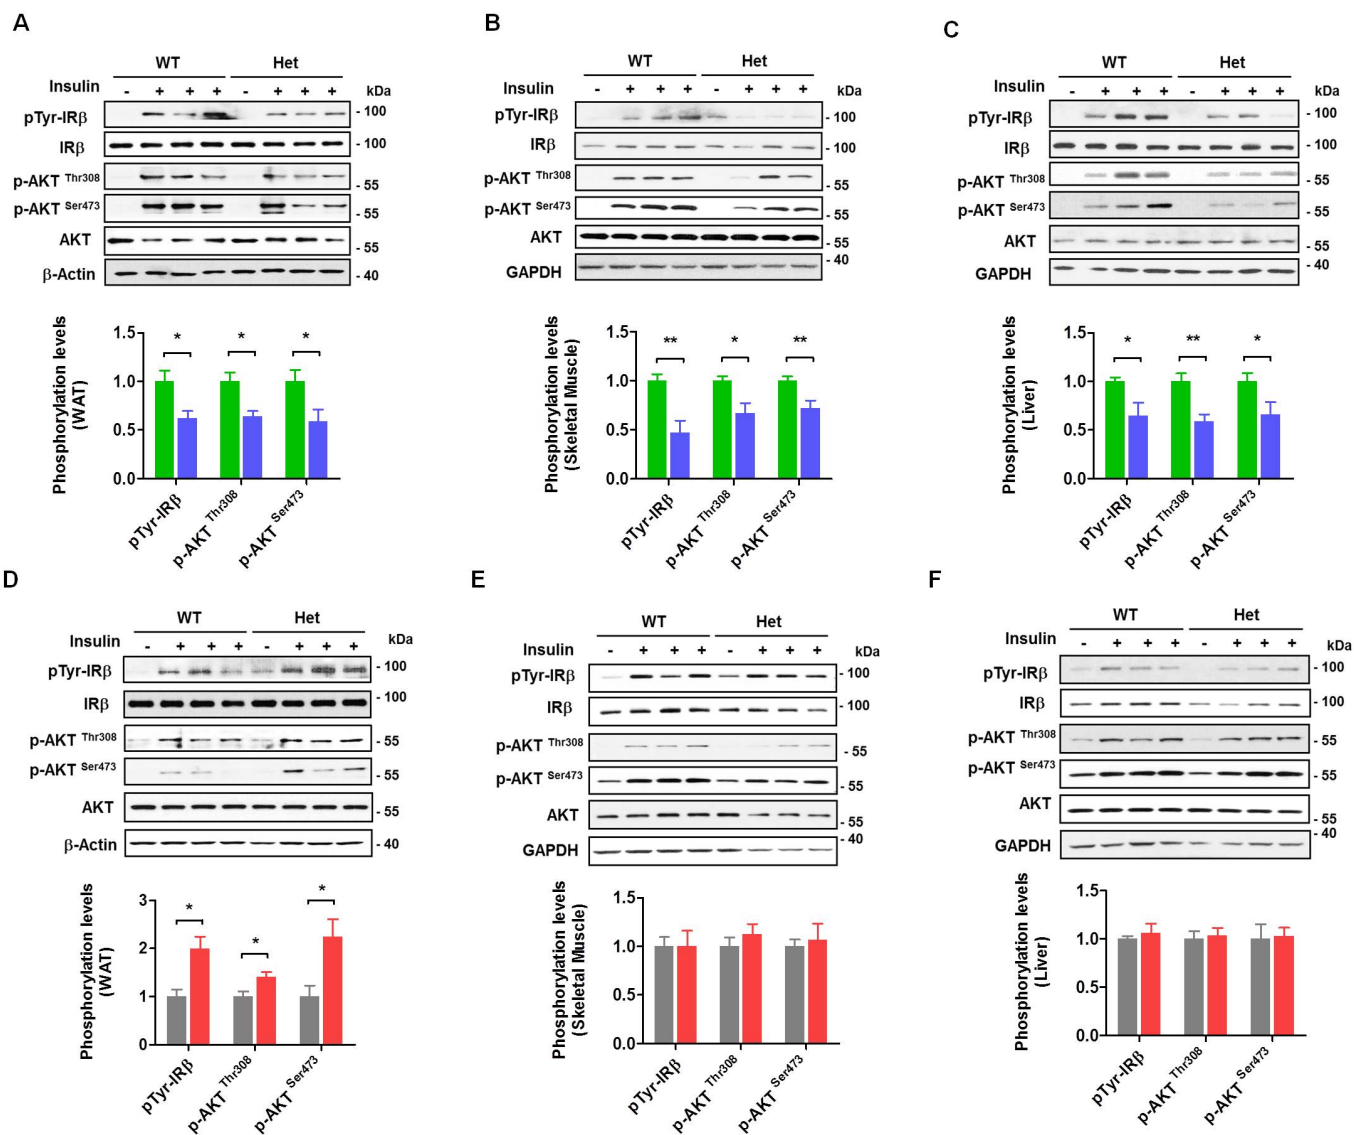 A
WT Het
Insulin - + + + - + + + kDa
pTyr-IRβ - 100
IRβ - 100
p-AKT Thr308 - 55
p-AKT Ser473 - 55
AKT - 55
β-Actin - 40
Phosphorylation levels
(WAT)
1.5
1.0
0.5
0.0
* * *
pTyr-IRβ
p-AKT Thr308
p-AKT Ser473
B
WT Het
Insulin - + + + - + + + kDa
pTyr-IRβ - 100
IRβ - 100
p-AKT Thr308 - 55
p-AKT Ser473 - 55
AKT - 55
GAPDH - 40
Phosphorylation levels
(Skeletal Muscle)
1.5
1.0
0.5
0.0
** * **
pTyr-IRβ
p-AKT Thr308
p-AKT Ser473
C
WT Het
Insulin - + + + - + + + kDa
pTyr-IRβ - 100
IRβ - 100
p-AKT Thr308 - 55
p-AKT Ser473 - 55
AKT - 55
GAPDH - 40
Phosphorylation levels
(Liver)
1.5
1.0
0.5
0.0
* ** *
pTyr-IRβ
p-AKT Thr308
p-AKT Ser473
D
WT Het
Insulin - + + + - + + + kDa
pTyr-IRβ - 100
IRβ - 100
p-AKT Thr308 - 55
p-AKT Ser473 - 55
AKT - 55
β-Actin - 40
Phosphorylation levels
(WAT)
3
2
1
0
* * *
pTyr-IRβ
p-AKT Thr308
p-AKT Ser473
E
WT Het
Insulin - + + + - + + + kDa
pTyr-IRβ - 100
IRβ - 100
p-AKT Thr308 - 55
p-AKT Ser473 - 55
AKT - 55
GAPDH - 40
Phosphorylation levels
(Skeletal Muscle)
1.5
1.0
0.5
0.0
pTyr-IRβ
p-AKT Thr308
p-AKT Ser473
F
WT Het
Insulin - + + + - + + + kDa
pTyr-IRβ - 100
IRβ - 100
p-AKT Thr308 - 55
p-AKT Ser473 - 55
AKT - 55
GAPDH - 40
Phosphorylation levels
(Liver)
1.5
1.0
0.5
0.0
pTyr-IRβ
p-AKT Thr308
p-AKT Ser473